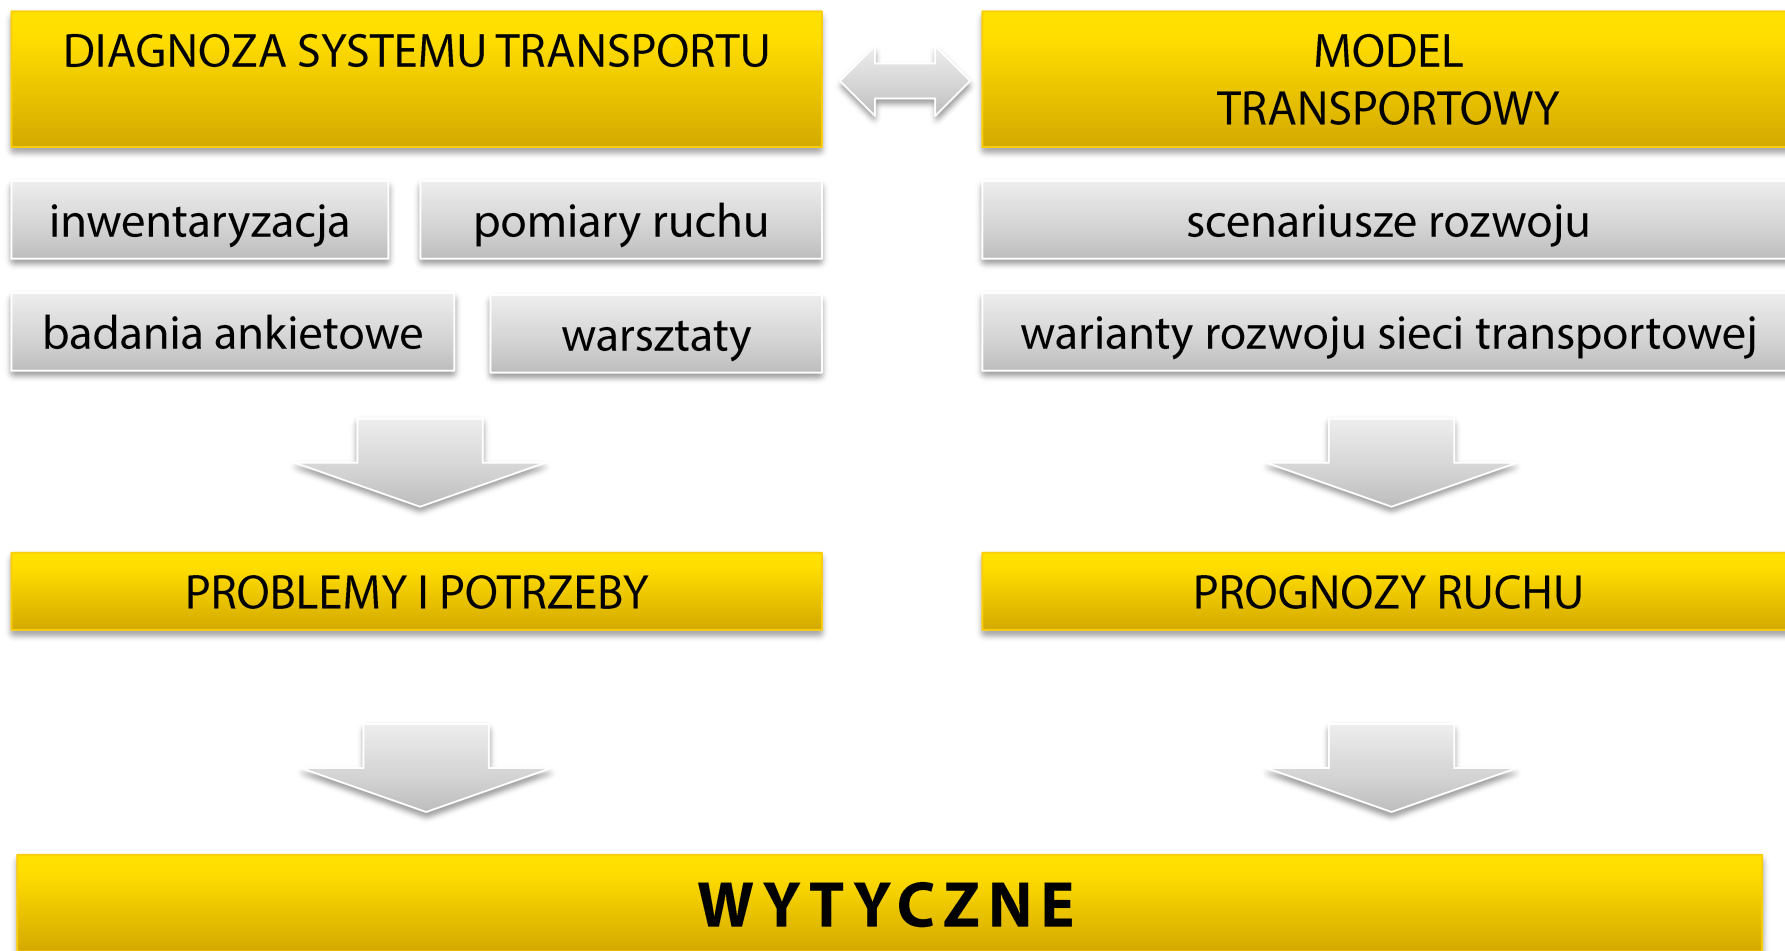 DIAGNOZA SYSTEMU TRANSPORTU
MODEL
TRANSPORTOWY
inwentaryzacja
pomiary ruchu
scenariusze rozwoju
badania ankietowe
warsztaty
warianty rozwoju sieci transportowej
PROBLEMY I POTRZEBY
PROGNOZY RUCHU
WYTYCZNE